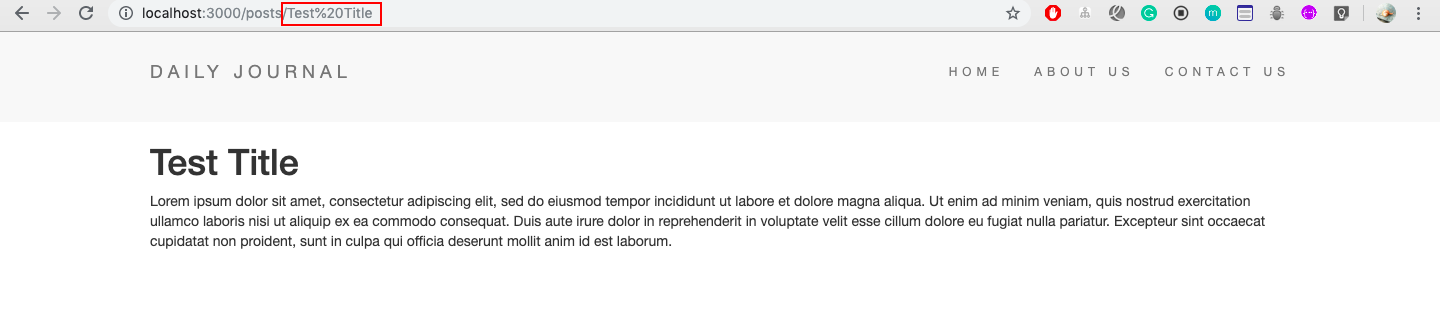 localhost:3000/posts/Test%20Title
DAILY JOURNAL HOME ABOUT US CONTACT US
Test Title
Lorem ipsum dolor sit amet, consectetur adipiscing elit, sed do eiusmod tempor incididunt ut labore et dolore magna aliqua. Ut enim ad minim veniam, quis nostrud exercitation
ullamco laboris nisi ut aliquip ex ea commodo consequat. Duis aute irure dolor in reprehenderit in voluptate velit esse cillum dolore eu fugiat nulla pariatur. Excepteur sint occaecat
cupidatat non proident, sunt in culpa qui officia deserunt mollit anim id est laborum.